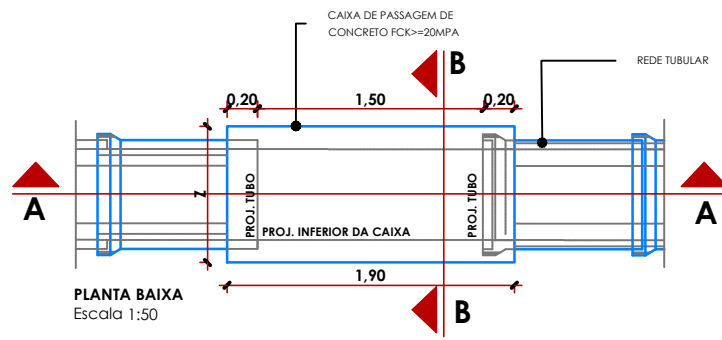 CAIXA DE PASSAGEM DE
CONCRETO FCK>=20MPA
REDE TUBULAR
B
0,20
1,50
0,20
A
Z
PROJ. TUBO
PROJ. INFERIOR DA CAIXA
PROJ. TUBO
A
1,90
B
PLANTA BAIXA
Escala 1:50